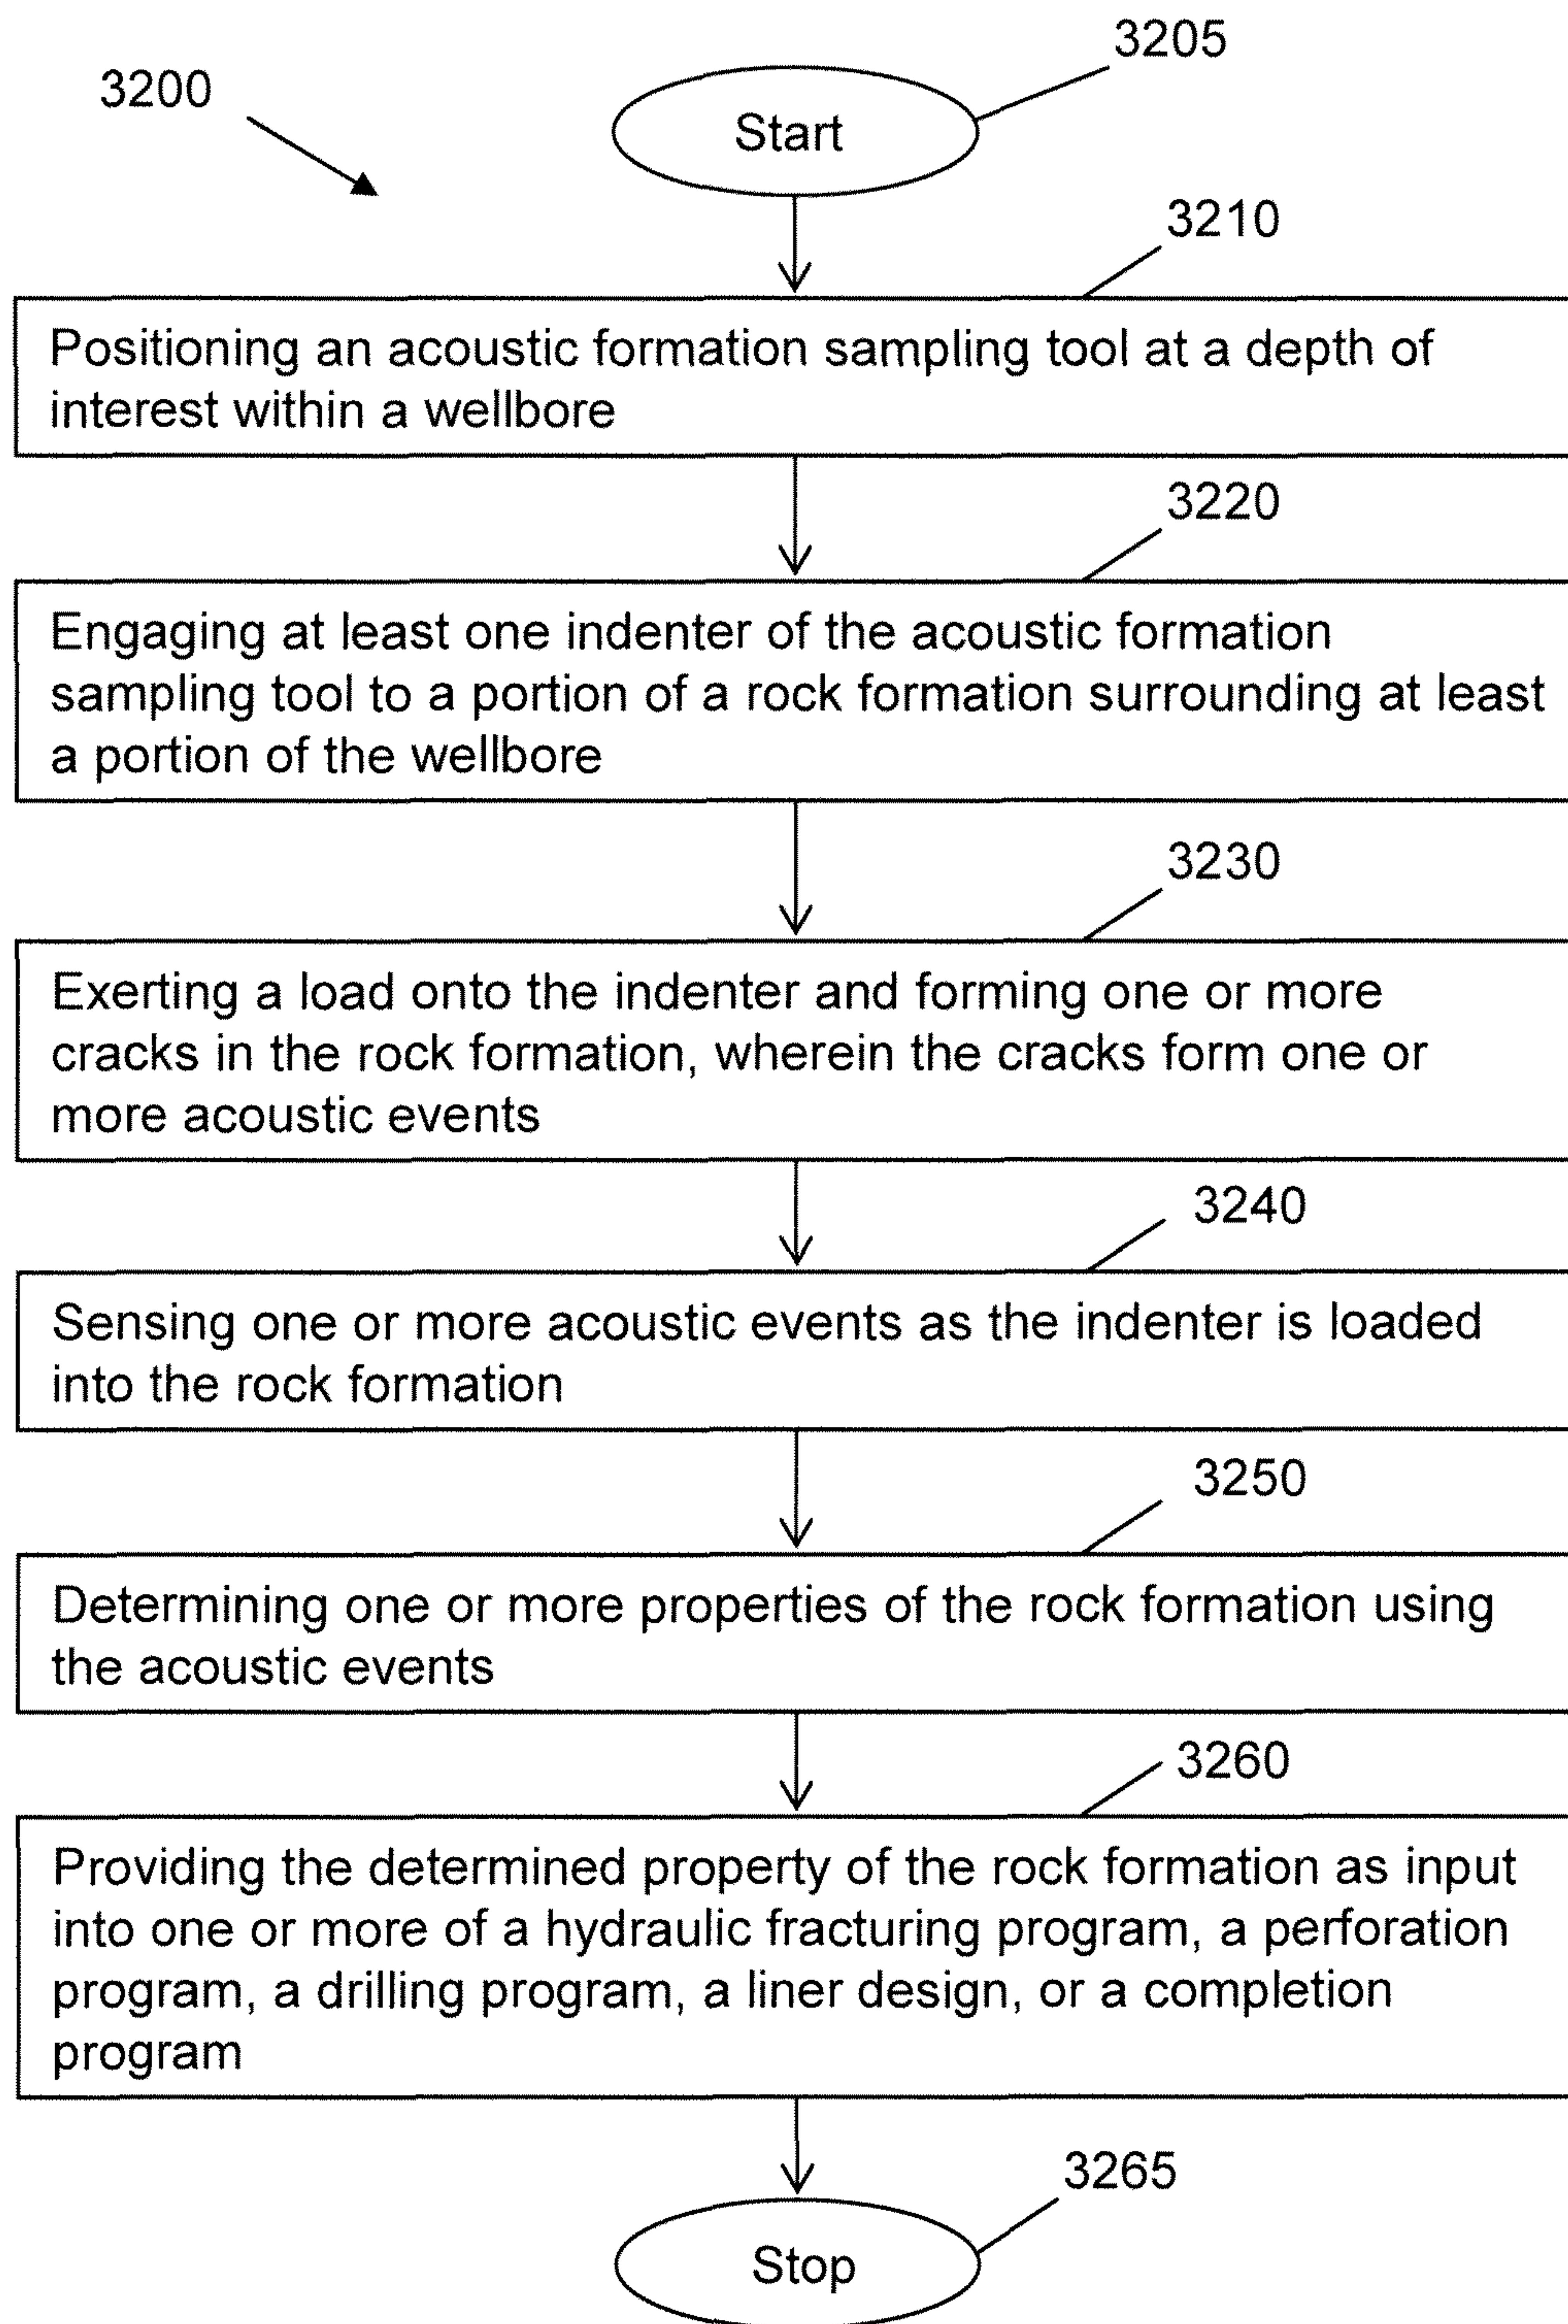 3205
3200
Start
3210
Positioning an acoustic formation sampling tool at a depth of
interest within a wellbore
3220
Engaging at least one indenter of the acoustic formation
sampling tool to a portion of a rock formation surrounding at least
a portion of the wellbore
3230
Exerting a load onto the indenter and forming one or more
cracks in the rock formation, wherein the cracks form one or
more acoustic events
3240
Sensing one or more acoustic events as the indenter is loaded
into the rock formation
3250
Determining one or more properties of the rock formation using
the acoustic events
3260
Providing the determined property of the rock formation as input
into one or more of a hydraulic fracturing program, a perforation
program, a drilling program, a liner design, or a completion
program
3265
Stop